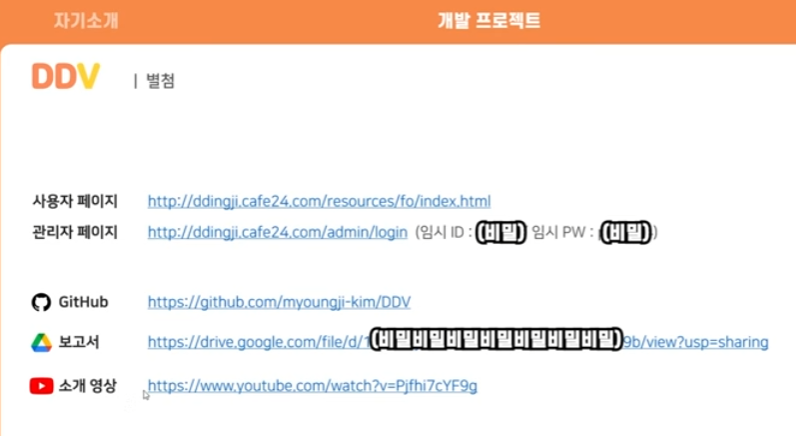 자기소개 개발 프로젝트
DDV | 별첨
사용자 페이지 http://ddingji.cafe24.com/resources/fo/index.html
관리자 페이지 http://ddingji.cafe24.com/admin/login (임시 ID : (비밀) 임시 PW : (비밀))
GitHub https://github.com/myoungji-kim/DDV
보고서 https://drive.google.com/file/d/1(비밀비밀비밀비밀비밀비밀비밀)9b/view?usp=sharing
소개 영상 https://www.youtube.com/watch?v=Pjfhi7cYF9g